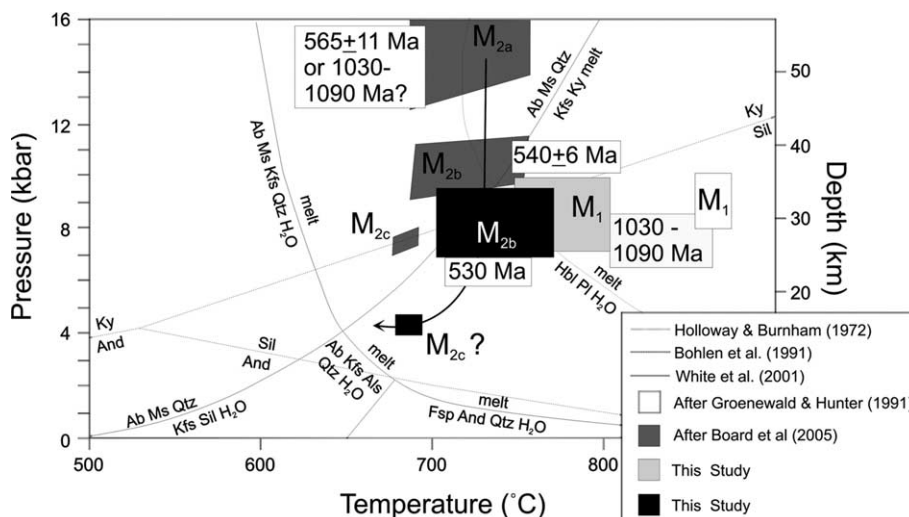 16
12
8
4
0
Pressure (kbar)
500
600
700
800
Temperature (°C)
50
40
30
20
Depth (km)
565±11 Ma
or 1030-
1090 Ma?
M2a
Ab Ms Qtz
Kfs Ky melt
Ky
Sil
Ab Ms Kfs Qtz H2O
melt
M2b
540±6 Ma
M1
M1
1030 -
1090 Ma
M2c
M2b
530 Ma
melt
Hbl Pl H2O
Ky
And
Sil
And
M2c ?
melt
Ab Kfs Als
Qtz H2O
Ab Ms Qtz
Kfs Sil H2O
melt
Fsp And Qtz H2O
Holloway & Burnham (1972)
Bohlen et al. (1991)
White et al. (2001)
After Groenewald & Hunter (1991)
After Board et al (2005)
This Study
This Study